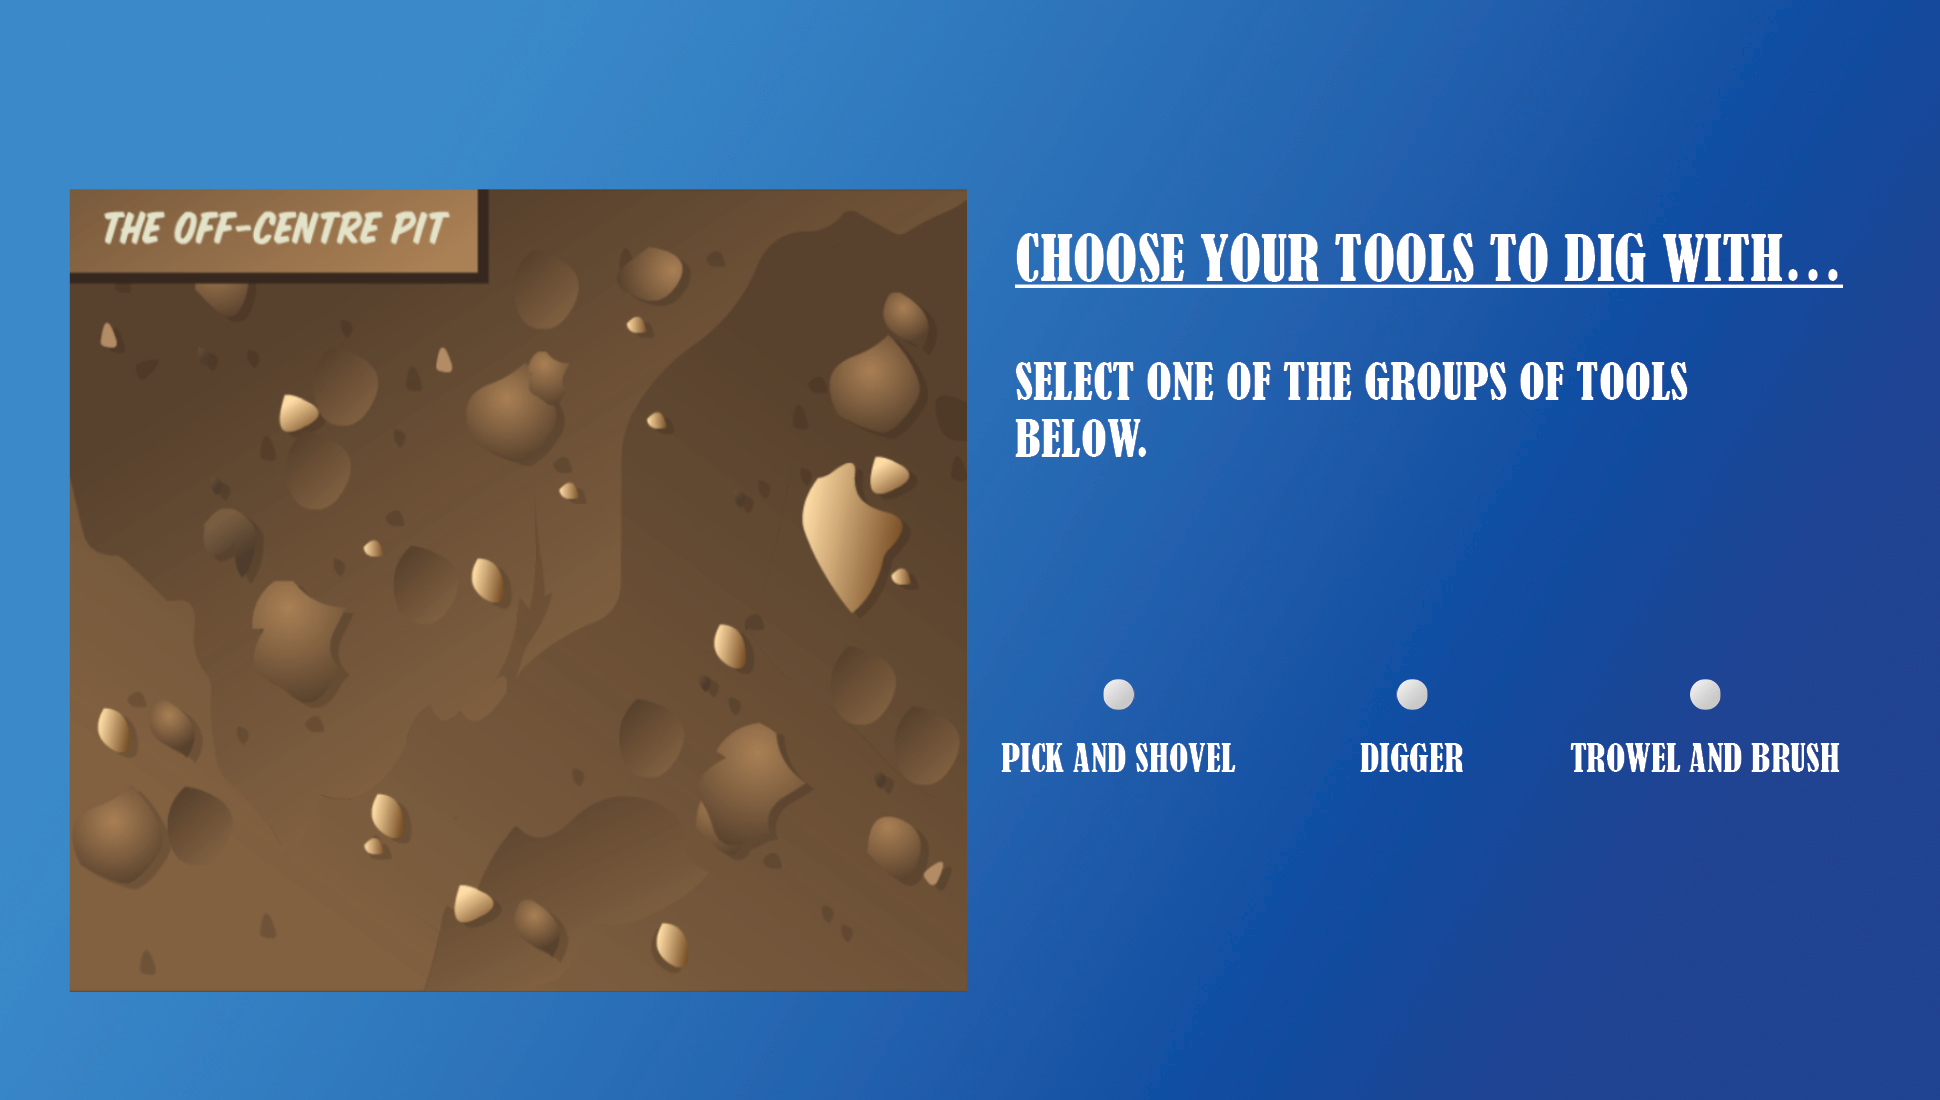 THE OFF-CENTRE PIT
CHOOSE YOUR TOOLS TO DIG WITH...
SELECT ONE OF THE GROUPS OF TOOLS
BELOW.
PICK AND SHOVEL
DIGGER
TROWEL AND BRUSH